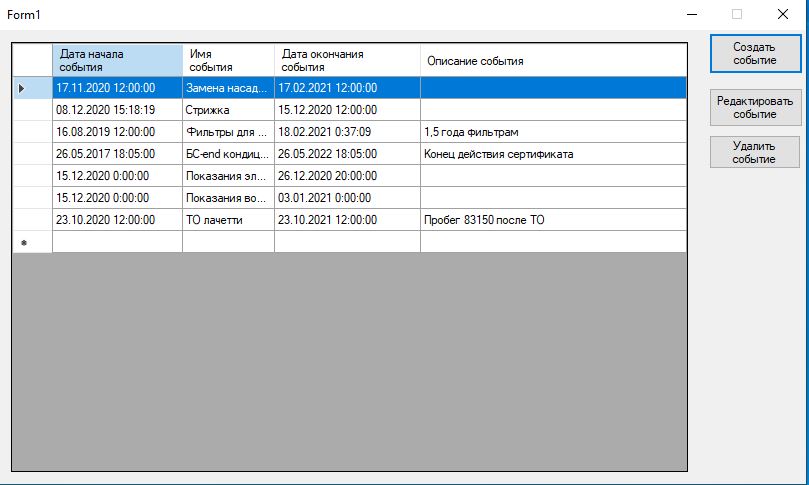 Form1
Дата начала
события
Имя
события
Дата окончания
события
Описание события
17.11.2020 12:00:00 Замена насад... 17.02.2021 12:00:00
08.12.2020 15:18:19 Стрижка 15.12.2020 12:00:00
16.08.2019 12:00:00 Фильтры для ... 18.02.2021 0:37:09 1,5 года фильтрам
26.05.2017 18:05:00 БС-end кондиц... 26.05.2022 18:05:00 Конец действия сертификата
15.12.2020 0:00:00 Показания эл... 26.12.2020 20:00:00
15.12.2020 0:00:00 Показания во... 03.01.2021 0:00:00
23.10.2020 12:00:00 ТО лачетти 23.10.2021 12:00:00 Пробег 83150 после ТО
Создать
событие
Редактировать
событие
Удалить
событие